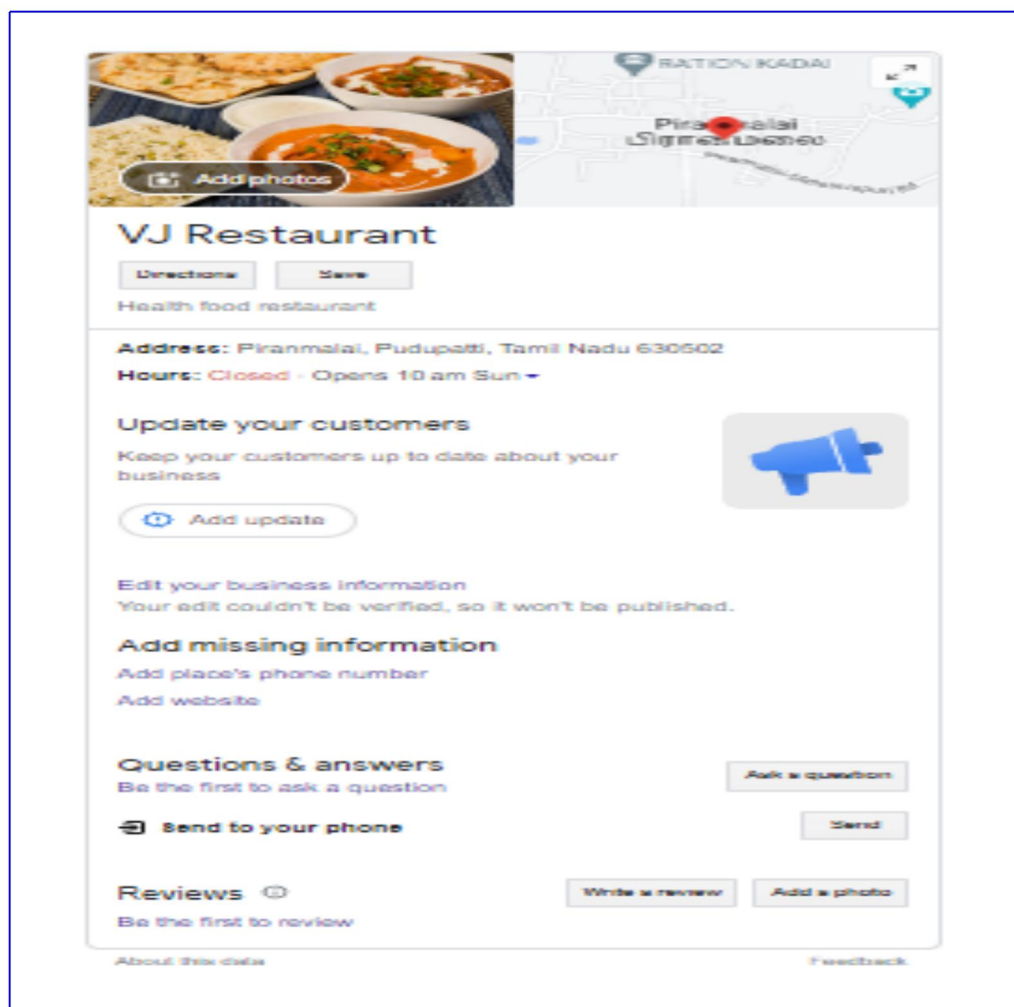 RATION KADAI
பிரான்மலை
Add photos
VJ Restaurant
Directions Save
Health food restaurant
Address: Piranmalai, Pudupatti, Tamil Nadu 630502
Hours: Closed · Opens 10 am Sun
Update your customers
Keep your customers up to date about your
business
Add update
Edit your business information
Your edit couldn't be verified, so it won't be published.
Add missing information
Add place's phone number
Add website
Questions & answers
Be the first to ask a question
Ask a question
Send to your phone
Send
Reviews
Write a review Add a photo
Be the first to review
About this data
Feedback